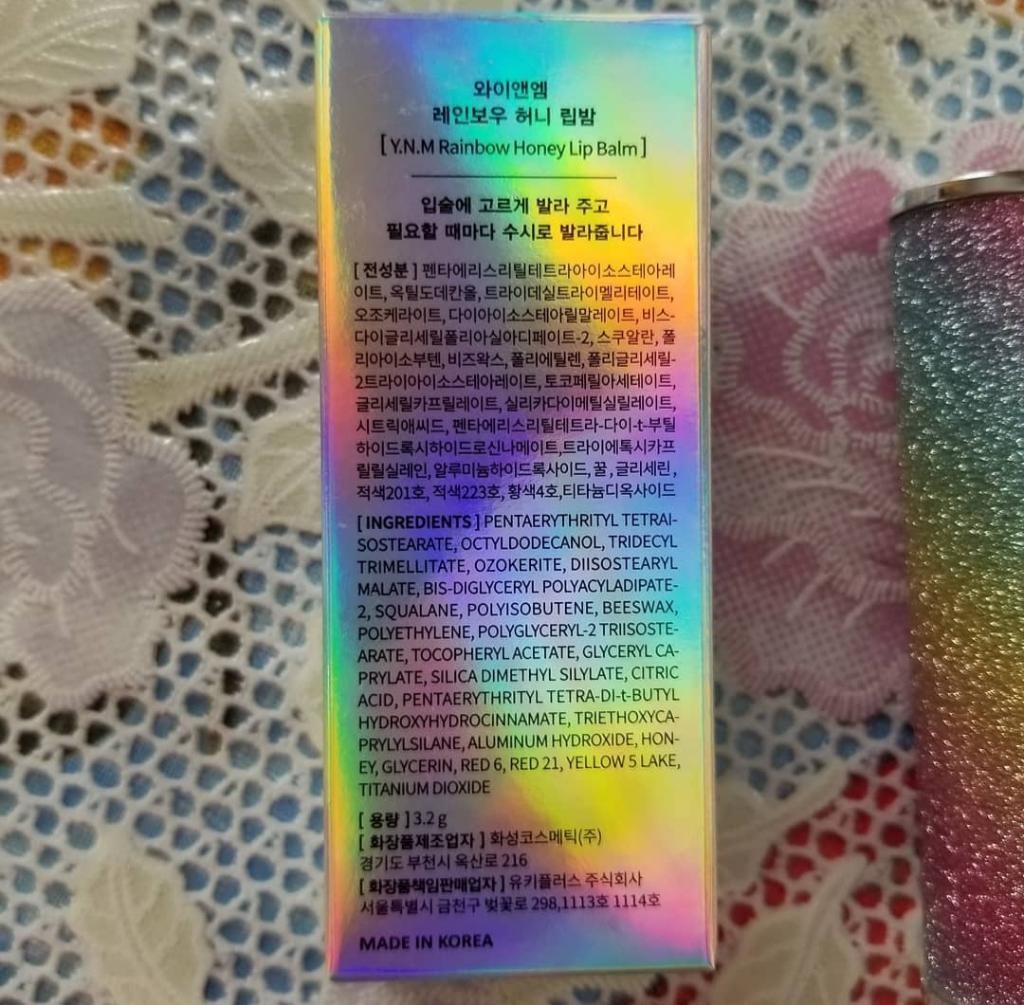 와이앤엠
레인보우 허니 립밤
[ Y.N.M Rainbow Honey Lip Balm ]
입술에 고르게 발라 주고
필요할 때마다 수시로 발라줍니다
[ 전성분 ] 펜타에리스리틸테트라아이소스테아레
이트, 옥틸도데칸올, 트라이데실트라이멜리테이트,
오조케라이트, 다이아이소스테아릴말레이트, 비스-
다이글리세릴폴리아실아디페이트-2, 스쿠알란, 폴
리아이소부텐, 비즈왁스, 폴리에틸렌, 폴리글리세릴-
2트라이아이소스테아레이트, 토코페릴아세테이트,
글리세릴카프릴레이트, 실리카다이메틸실릴레이트,
시트릭애씨드, 펜타에리스리틸테트라-다이-t-부틸
하이드록시하이드로신나메이트,트라이에톡시카프
릴릴실레인, 알루미늄하이드록사이드, 꿀, 글리세린,
적색201호, 적색223호, 황색4호,티타늄디옥사이드
[ INGREDIENTS ] PENTAERYTHRITYL TETRAI-
SOSTEARATE, OCTYLDODECANOL, TRIDECYL
TRIMELLITATE, OZOKERITE, DIISOSTEARYL
MALATE, BIS-DIGLYCERYL POLYACYLADIPATE-
2, SQUALANE, POLYISOBUTENE, BEESWAX,
POLYETHYLENE, POLYGLYCERYL-2 TRIISOSTE-
ARATE, TOCOPHERYL ACETATE, GLYCERYL CA-
PRYLATE, SILICA DIMETHYL SILYLATE, CITRIC
ACID, PENTAERYTHRITYL TETRA-DI-t-BUTYL
HYDROXYHYDROCINNAMATE, TRIETHOXYCA-
PRYLYLSILANE, ALUMINUM HYDROXIDE, HON-
EY, GLYCERIN, RED 6, RED 21, YELLOW 5 LAKE,
TITANIUM DIOXIDE
[ 용량 ] 3.2 g
[ 화장품제조업자 ] 화성코스메틱(주)
경기도 부천시 옥산로 216
[ 화장품책임판매업자 ] 유키플러스 주식회사
서울특별시 금천구 벚꽃로 298,1113호 1114호
MADE IN KOREA